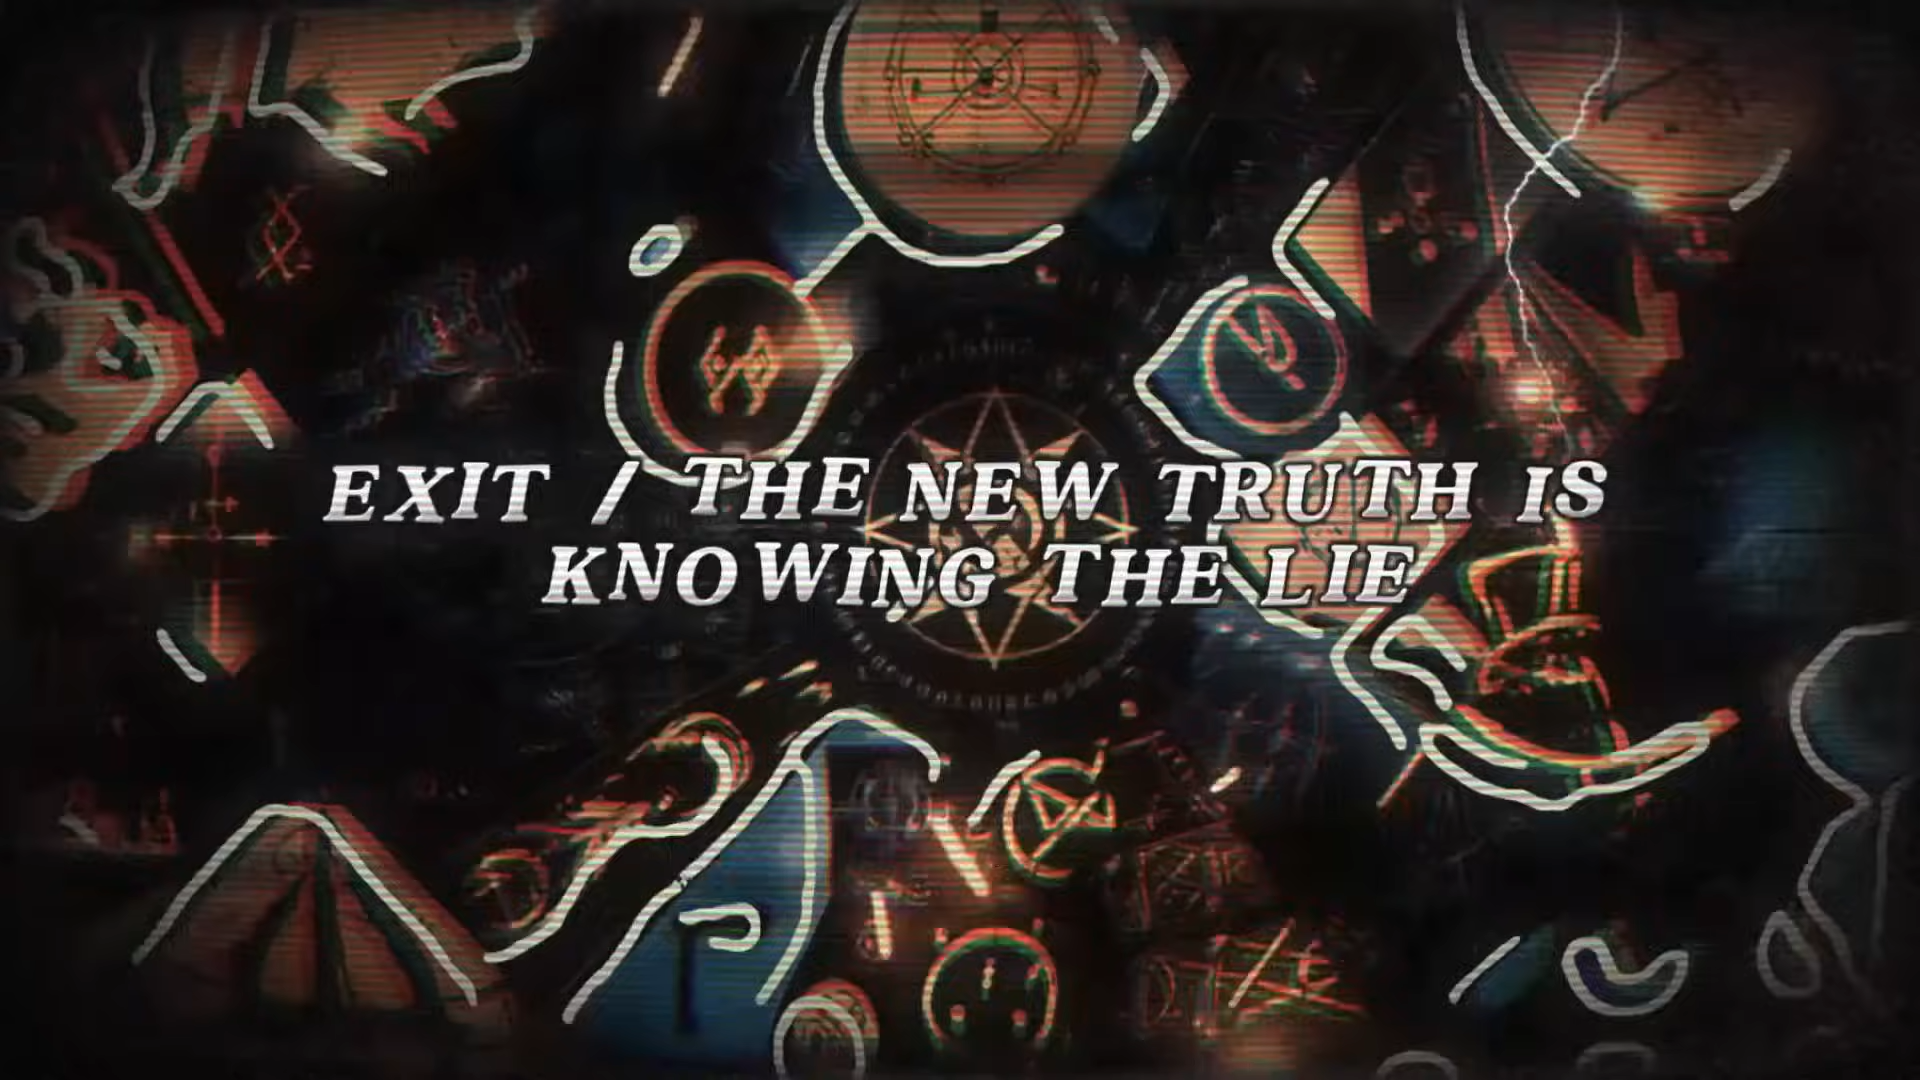 EXIT / THE NEW TRUTH IS
KNOWING THE LIE